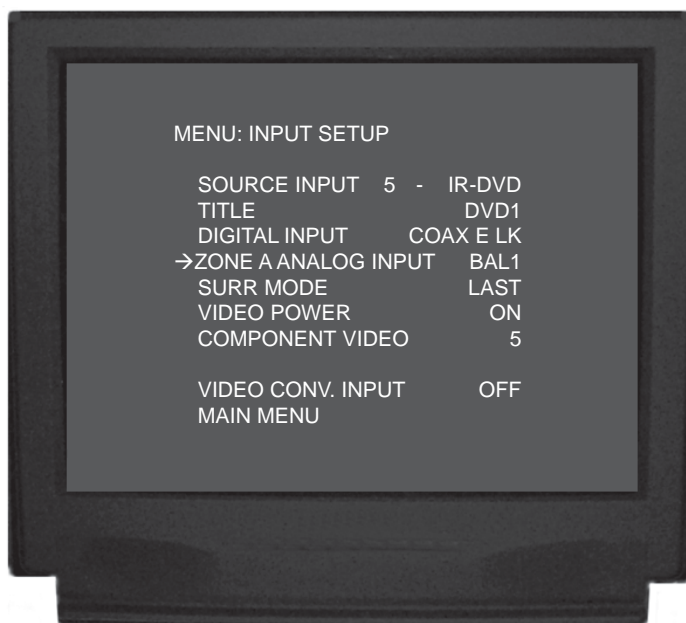 MENU: INPUT SETUP
SOURCE INPUT 5 - IR-DVD
TITLE DVD1
DIGITAL INPUT COAX E LK
→ZONE A ANALOG INPUT BAL1
SURR MODE LAST
VIDEO POWER ON
COMPONENT VIDEO 5
VIDEO CONV. INPUT OFF
MAIN MENU